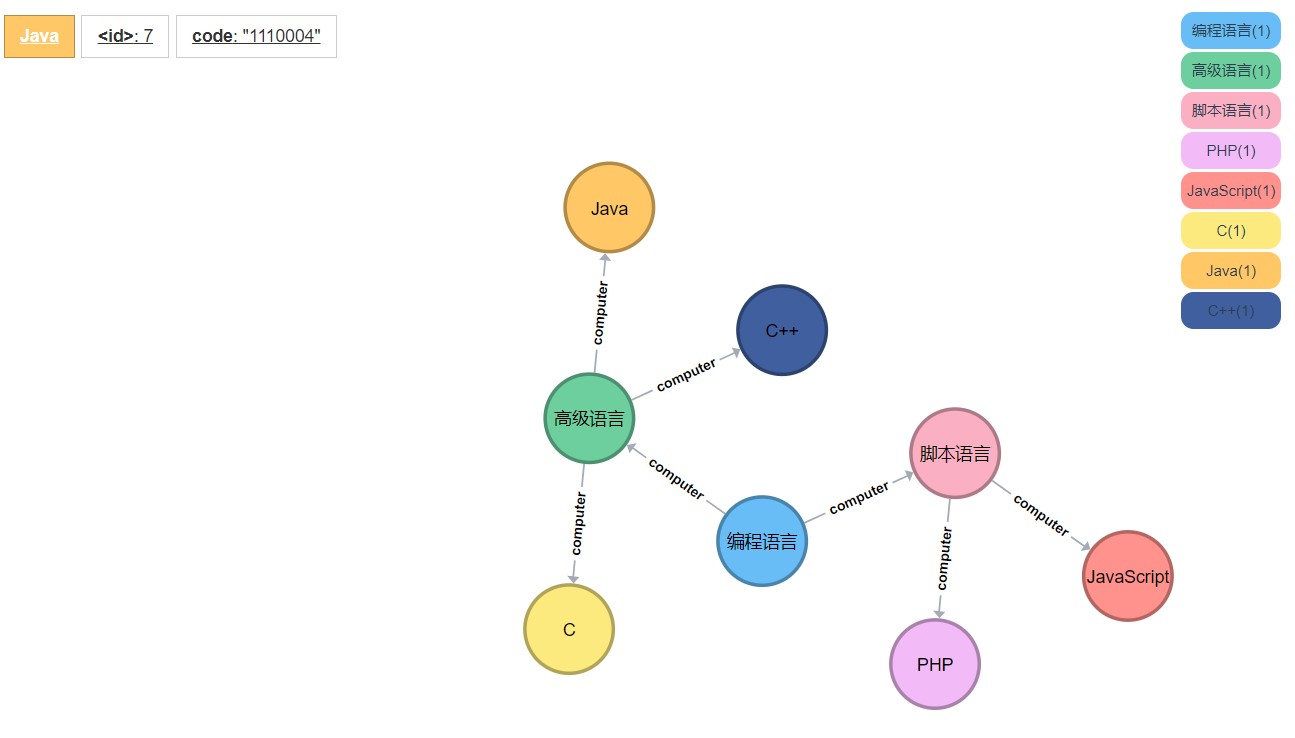 Java
<id>: 7
code: "1110004"
编程语言(1)
高级语言(1)
脚本语言(1)
PHP(1)
JavaScript(1)
C(1)
Java(1)
C++(1)
Java
computer
C++
computer
高级语言
computer
脚本语言
computer
computer
computer
编程语言
computer
JavaScript
C
PHP